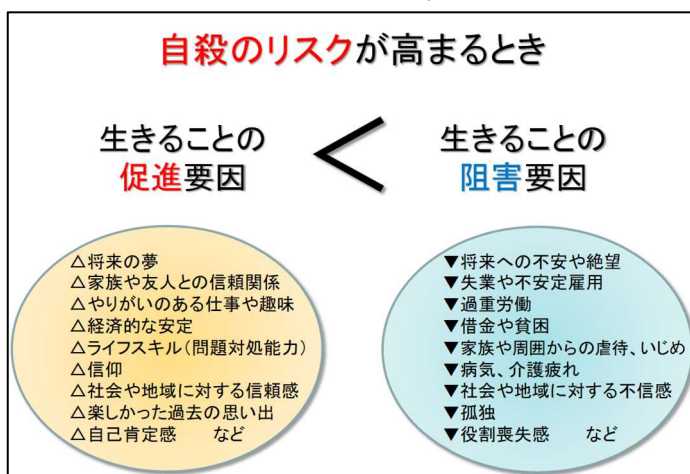 自殺のリスクが高まるとき
生きることの
促進要因
<
生きることの
阻害要因
△将来の夢
△家族や友人との信頼関係
△やりがいのある仕事や趣味
△経済的な安定
△ライフスキル(問題対処能力)
△信仰
△社会や地域に対する信頼感
△楽しかった過去の思い出
△自己肯定感　など
▼将来への不安や絶望
▼失業や不安定雇用
▼過重労働
▼借金や貧困
▼家族や周囲からの虐待、いじめ
▼病気、介護疲れ
▼社会や地域に対する不信感
▼孤独
▼役割喪失感　など